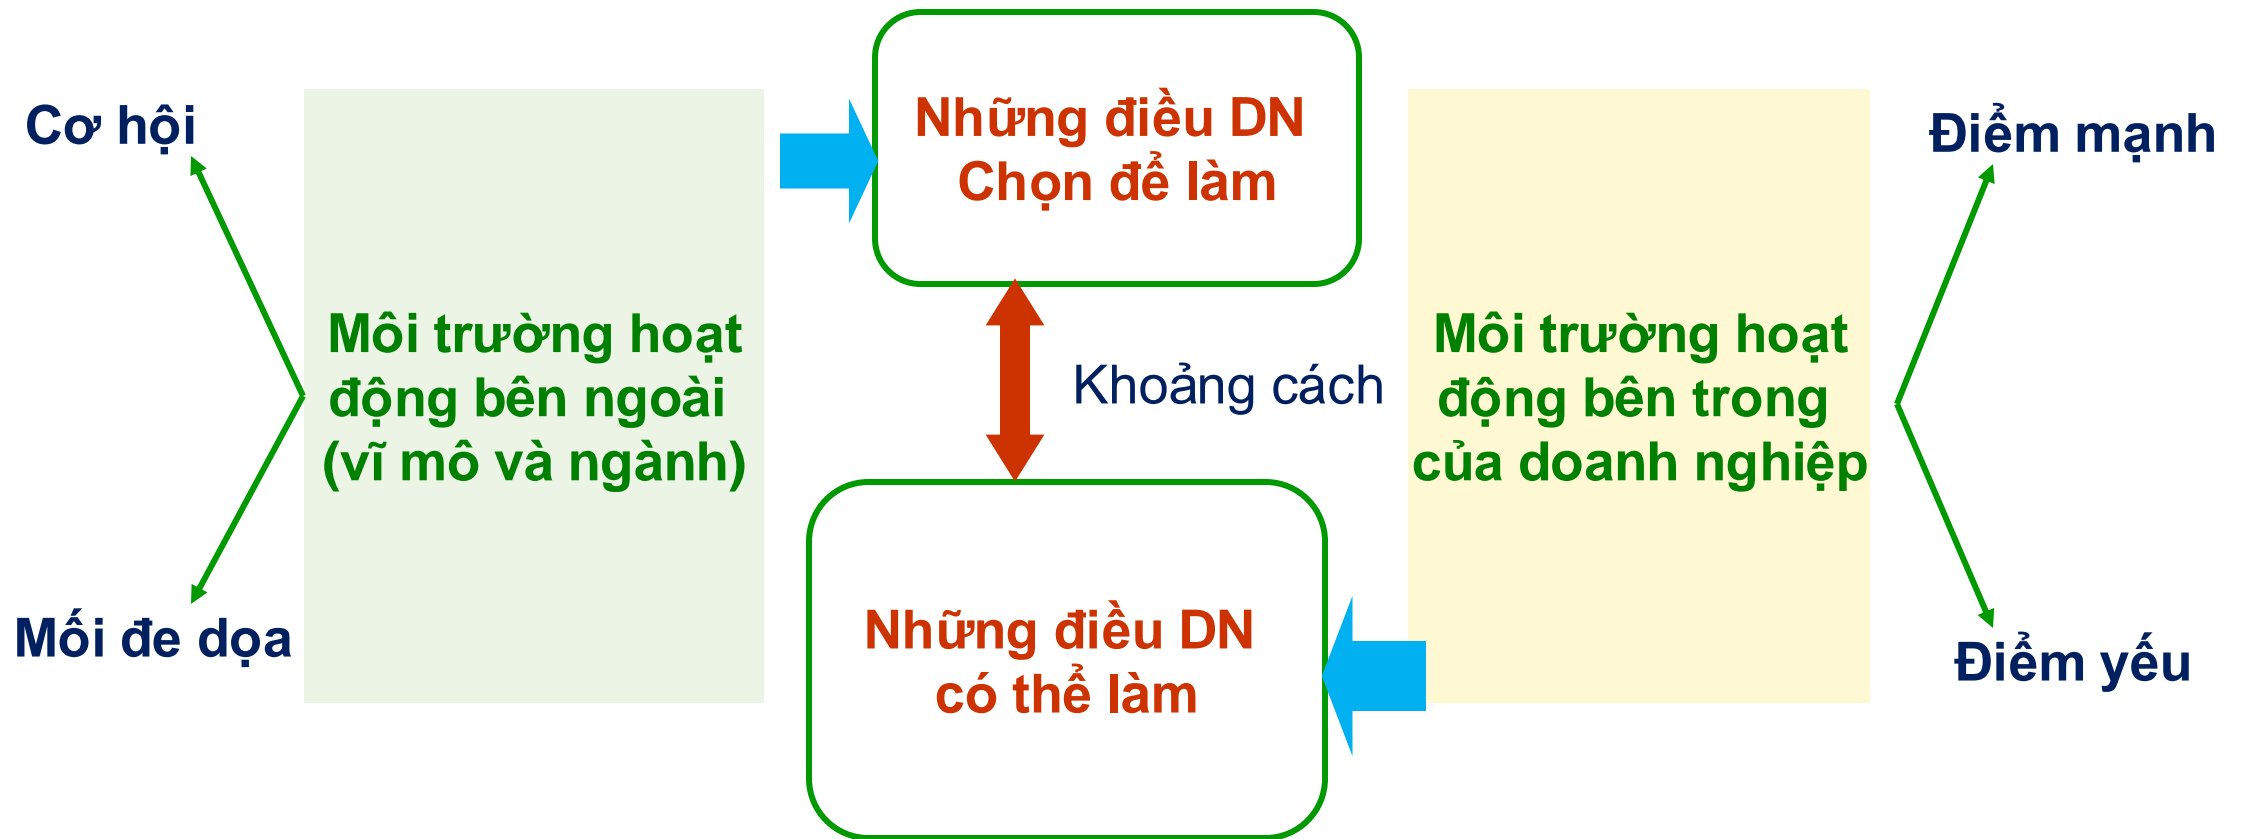 Cơ hội
Mối đe dọa
Môi trường hoạt
động bên ngoài
(vĩ mô và ngành)
Những điều DN
Chọn để làm
Khoảng cách
Những điều DN
có thể làm
Môi trường hoạt
động bên trong
của doanh nghiệp
Điểm mạnh
Điểm yếu